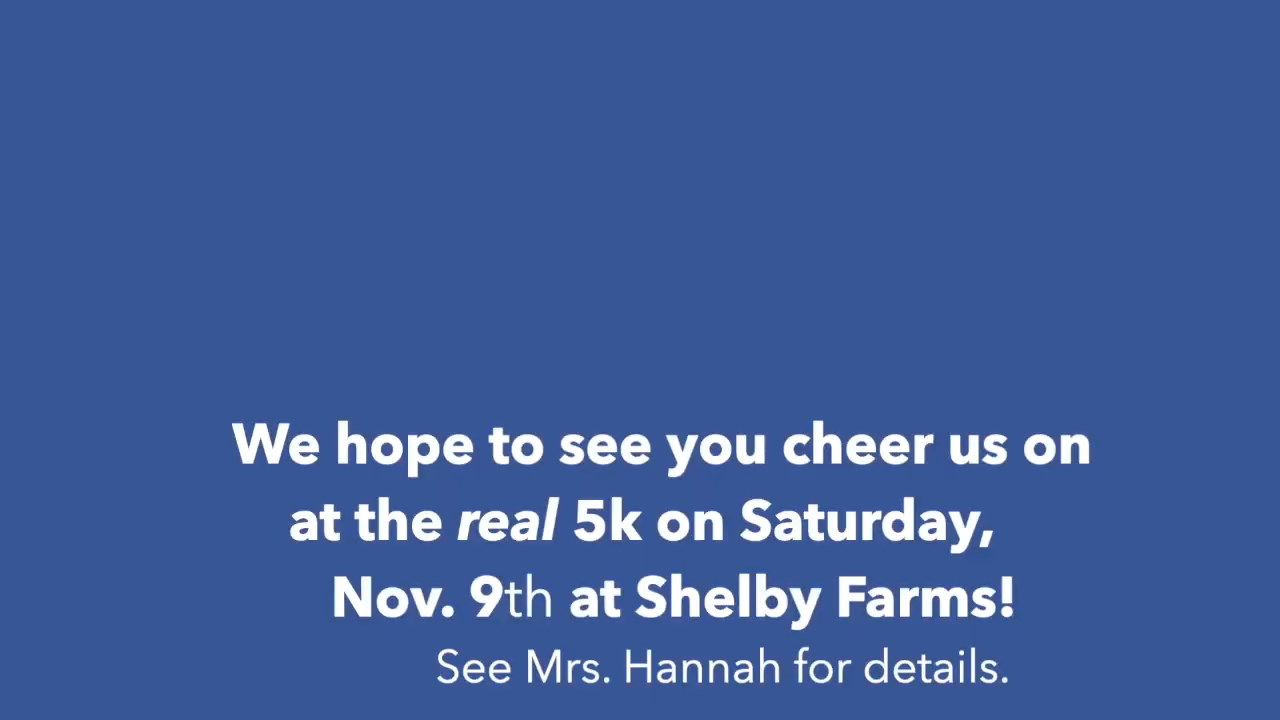 We hope to see you cheer us on
at the real 5k on Saturday,
Nov. 9th at Shelby Farms!
See Mrs. Hannah for details.